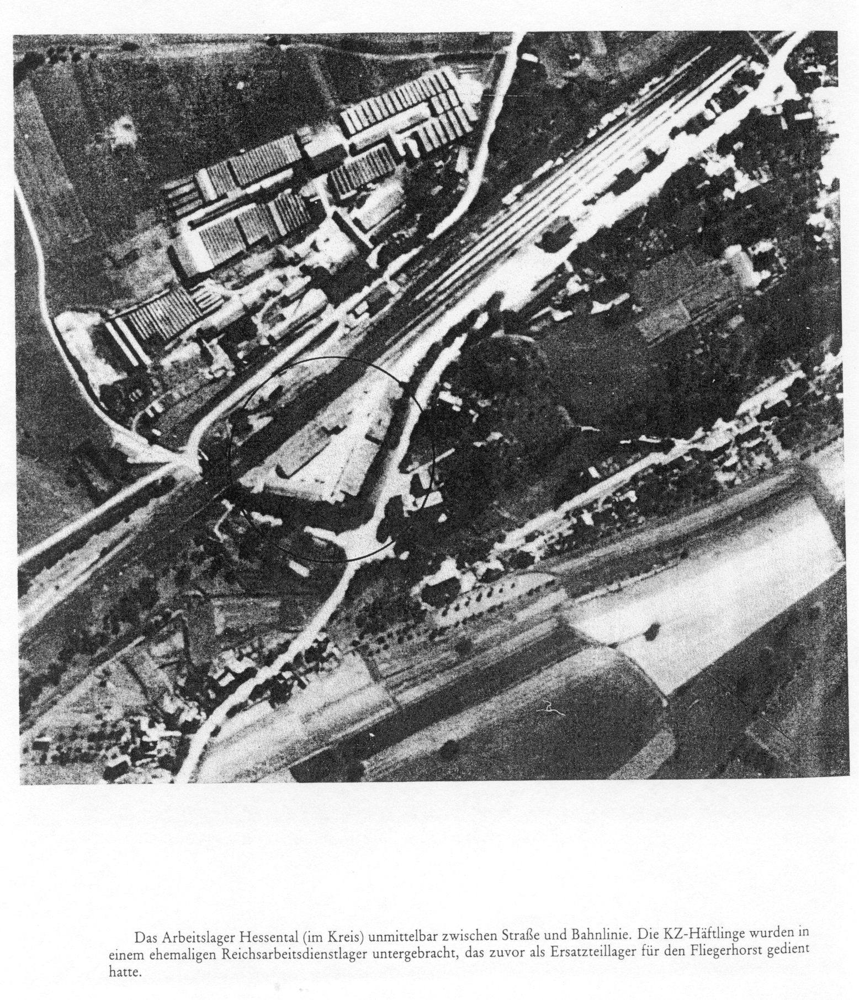 Das Arbeitslager Hessental (im Kreis) unmittelbar zwischen Straße und Bahnlinie. Die KZ-Häftlinge wurden in
einem ehemaligen Reichsarbeitsdienstlager untergebracht, das zuvor als Ersatzteillager für den Fliegerhorst gedient
hatte.